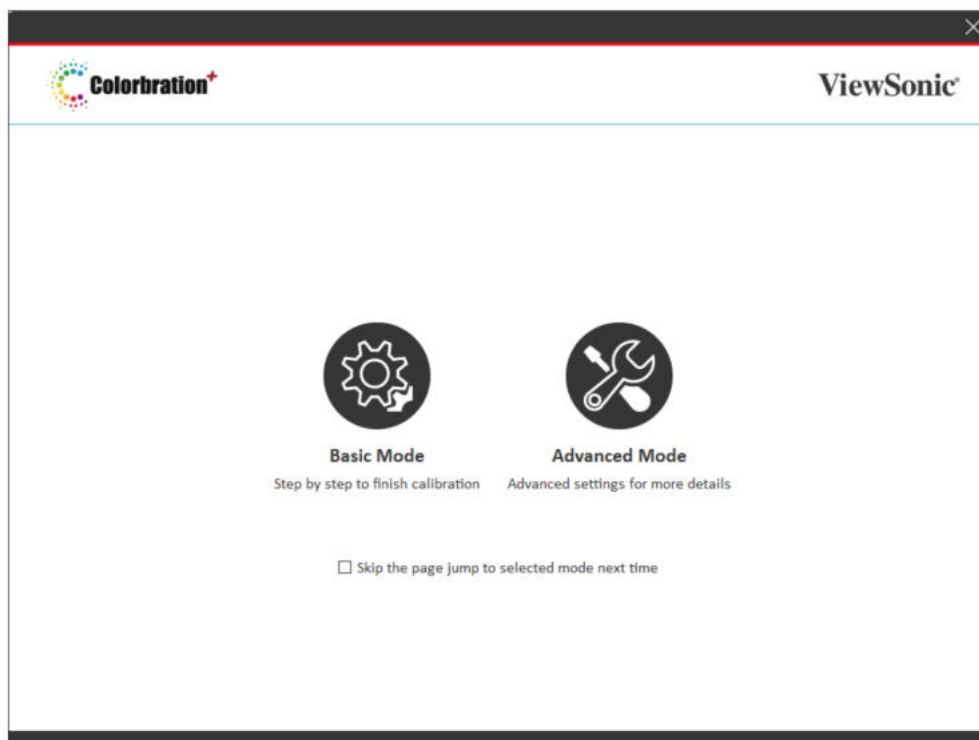 Colorbration+
ViewSonic®
Basic Mode
Advanced Mode
Step by step to finish calibration
Advanced settings for more details
Skip the page jump to selected mode next time